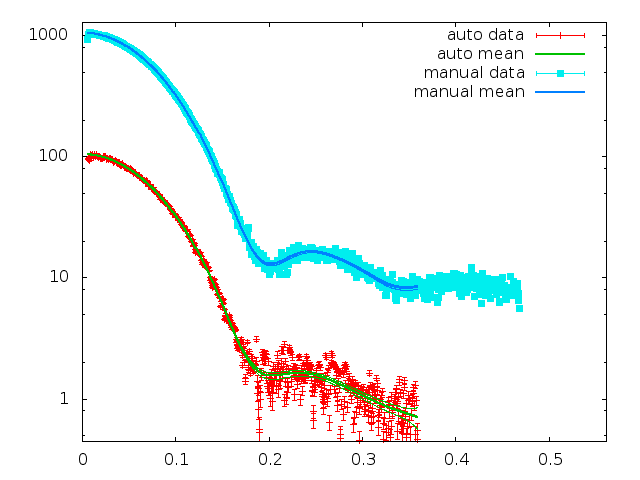 1000
100
10
1
auto data
auto mean
manual data
manual mean
0 0.1 0.2 0.3 0.4 0.5